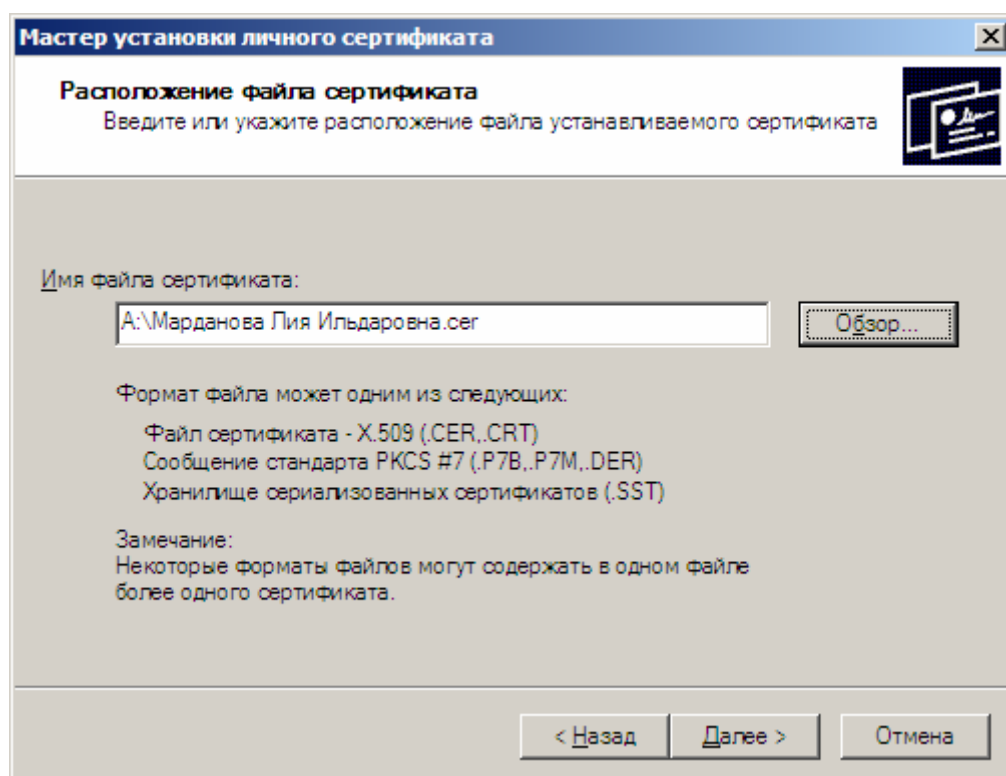 Мастер установки личного сертификата
Расположение файла сертификата
Введите или укажите расположение файла устанавливаемого сертификата
Имя файла сертификата:
A:\Марданова Лия Ильдаровна.cer
Обзор...
Формат файла может одним из следующих:
Файл сертификата - X.509 (.CER,.CRT)
Сообщение стандарта PKCS #7 (.P7B,.P7M,.DER)
Хранилище сериализованных сертификатов (.SST)
Замечание:
Некоторые форматы файлов могут содержать в одном файле
более одного сертификата.
< Назад
Далее >
Отмена